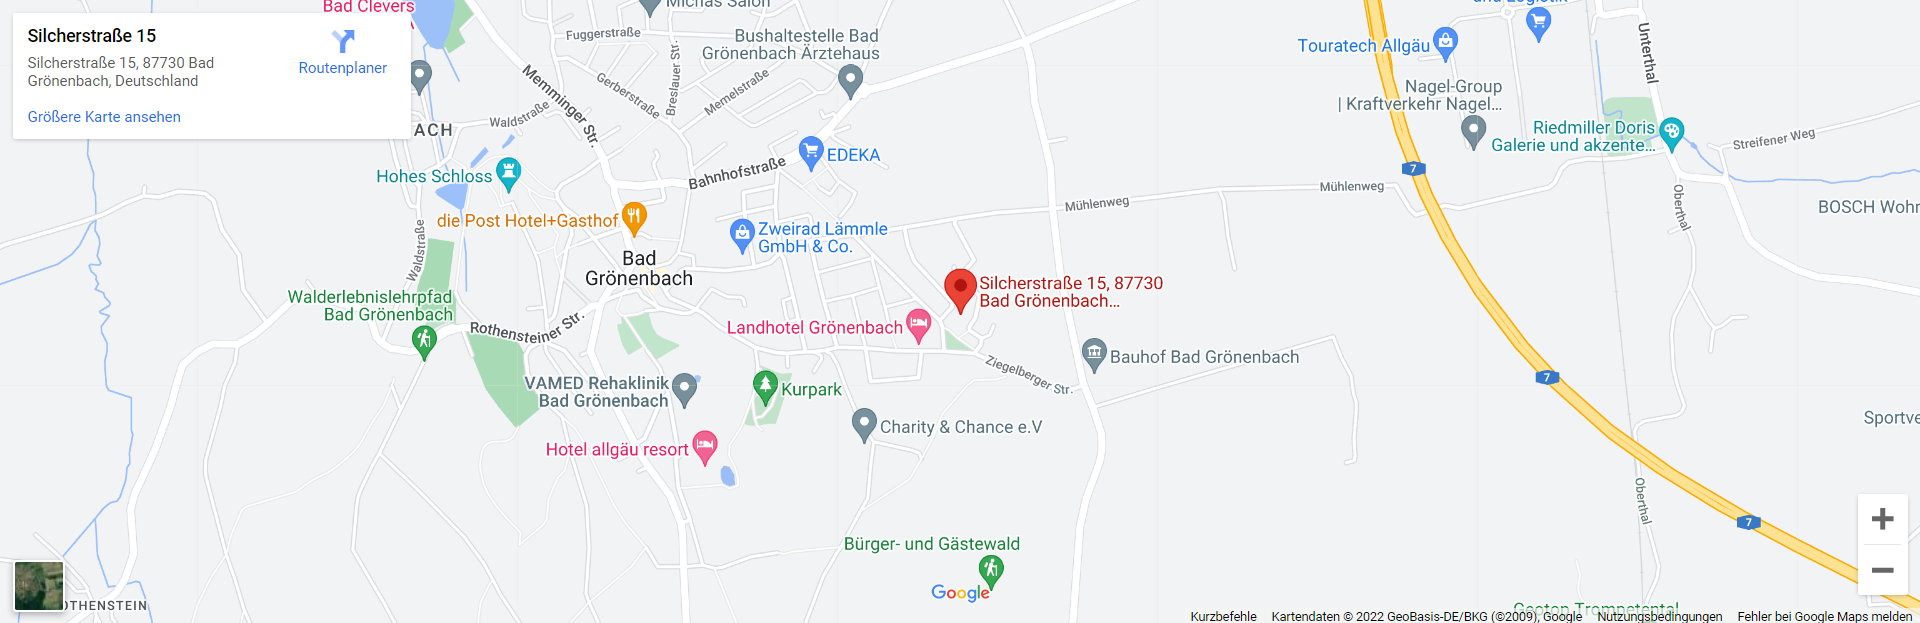 Silcherstraße 15
Silcherstraße 15, 87730 Bad
Grönenbach, Deutschland
Routenplaner
Größere Karte ansehen
Bad Clevers
Michas Salon
Fuggerstraße
Bushaltestelle Bad
Grönenbach Ärztehaus
Memminger Str.
Gerberstraße
Breslauer Str.
Memelstraße
Waldstraße
ACH
Touratech Allgäu
Nagel-Group
| Kraftverkehr Nagel...
Unterthal
Riedmiller Doris
Galerie und akzente...
Streifener Weg
Hohes Schloss
Bahnhofstraße
EDEKA
7
Mühlenweg
Mühlenweg
Oberthal
BOSCH Wohn
die Post Hotel+Gasthof
Zweirad Lämmle
GmbH & Co.
Waldstraße
Bad
Grönenbach
Silcherstraße 15, 87730
Bad Grönenbach...
Walderlebnislehrpfad
Bad Grönenbach
Rothensteiner Str.
Landhotel Grönenbach
Ziegelberger Str.
Bauhof Bad Grönenbach
7
VAMED Rehaklinik
Bad Grönenbach
Kurpark
Charity & Chance e.V
Sportve
Hotel allgäu resort
Oberthal
7
Bürger- und Gästewald
Google
OTHENSTEIN
Geoton Trompetental
Kurzbefehle
Kartendaten © 2022 GeoBasis-DE/BKG (©2009), Google
Nutzungsbedingungen
Fehler bei Google Maps melden